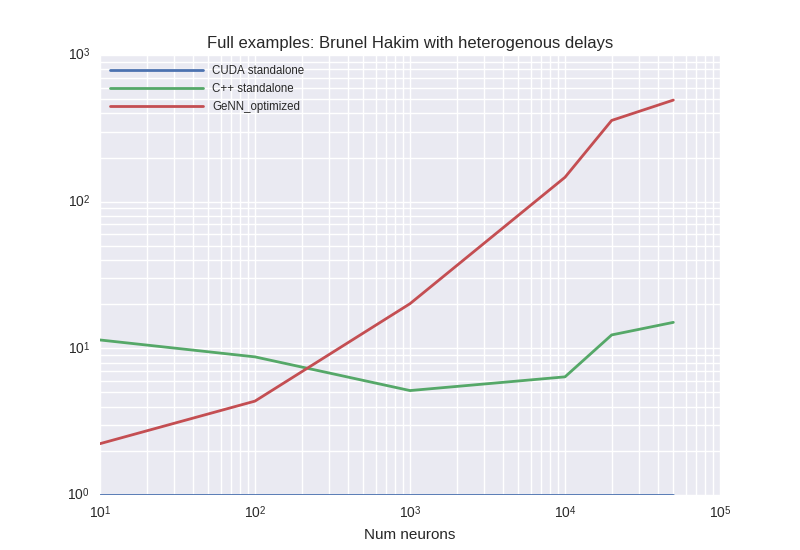 Full examples: Brunel Hakim with heterogenous delays
10³
CUDA standalone
C++ standalone
GeNN_optimized
10²
10¹
10⁰
10¹ 10² 10³ 10⁴ 10⁵
Num neurons